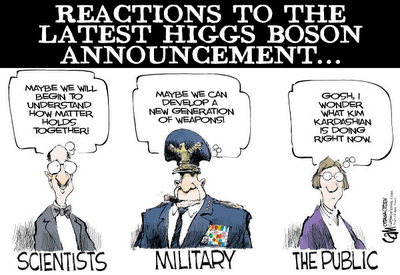 REACTIONS TO THE
LATEST HIGGS BOSON
ANNOUNCEMENT...
MAYBE WE WILL
BEGIN TO
UNDERSTAND
HOW MATTER
HOLDS
TOGETHER!
MAYBE WE CAN
DEVELOP A
NEW GENERATION
OF WEAPONS!
GOSH, I
WONDER
WHAT KIM
KARDASHIAN
IS DOING
RIGHT NOW.
SCIENTISTS
MILITARY
THE PUBLIC